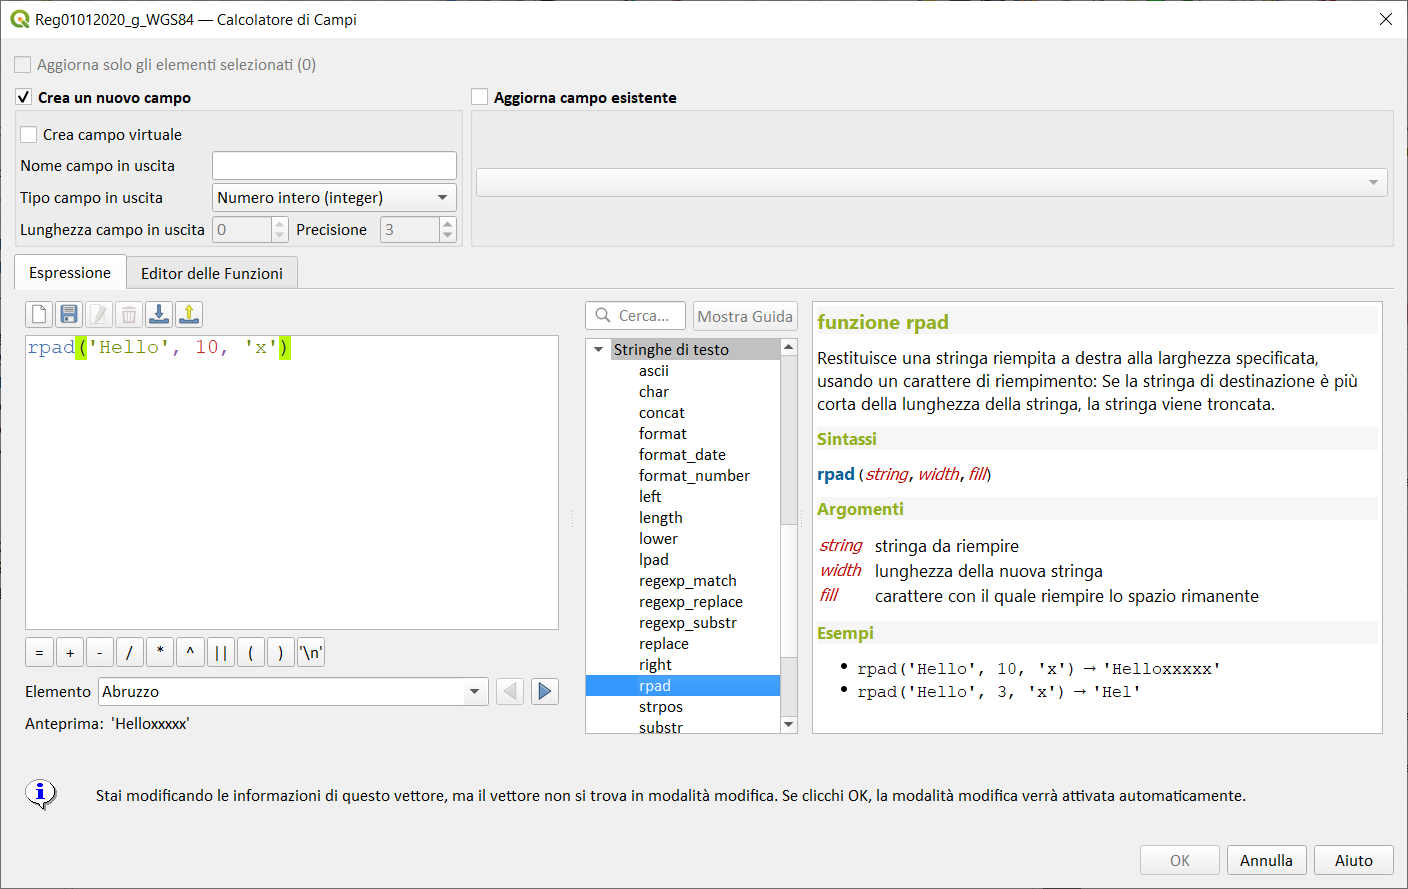 Reg01012020_g_WGS84 — Calcolatore di Campi
Aggiorna solo gli elementi selezionati (0)
Crea un nuovo campo
Aggiorna campo esistente
Crea campo virtuale
Nome campo in uscita
Tipo campo in uscita Numero intero (integer)
Lunghezza campo in uscita 0 Precisione 3
Espressione Editor delle Funzioni
rpad('Hello', 10, 'x')
= + - / * ^ || ( ) '\n'
Elemento Abruzzo
Anteprima: 'Helloxxxxx'
Cerca... Mostra Guida
Stringhe di testo
ascii
char
concat
format
format_date
format_number
left
length
lower
lpad
regexp_match
regexp_replace
regexp_substr
replace
right
rpad
strpos
substr
funzione rpad
Restituisce una stringa riempita a destra alla larghezza specificata,
usando un carattere di riempimento: Se la stringa di destinazione è più
corta della lunghezza della stringa, la stringa viene troncata.
Sintassi
rpad(string, width, fill)
Argomenti
string stringa da riempire
width lunghezza della nuova stringa
fill carattere con il quale riempire lo spazio rimanente
Esempi
• rpad('Hello', 10, 'x') → 'Helloxxxxx'
• rpad('Hello', 3, 'x') → 'Hel'
Stai modificando le informazioni di questo vettore, ma il vettore non si trova in modalità modifica. Se clicchi OK, la modalità modifica verrà attivata automaticamente.
OK Annulla Aiuto